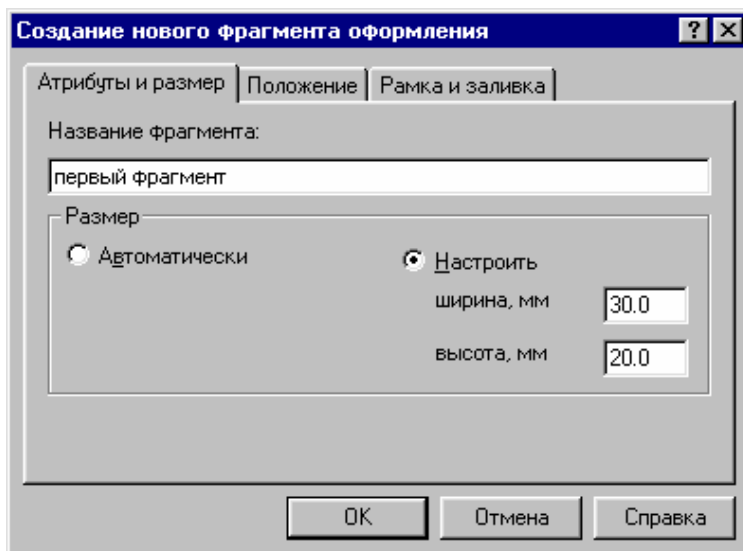 Создание нового фрагмента оформления
Атрибуты и размер Положение Рамка и заливка
Название фрагмента:
первый фрагмент
Размер
Автоматически Настроить
ширина, мм 30.0
высота, мм 20.0
OK Отмена Справка